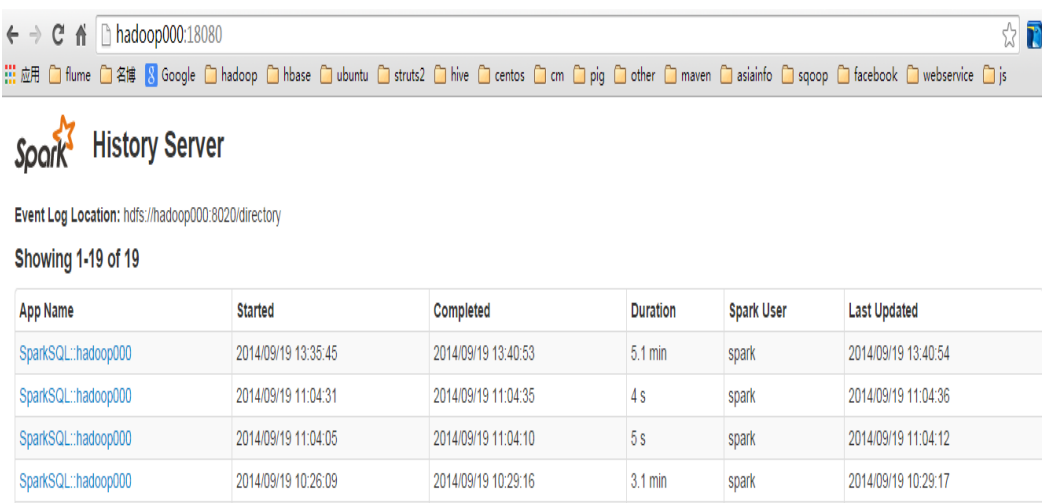 hadoop000:18080
应用 flume 名博 Google hadoop hbase ubuntu struts2 hive centos cm pig other maven asiainfo sqoop facebook webservice js
Spark History Server
Event Log Location: hdfs://hadoop000:8020/directory
Showing 1-19 of 19
App Name Started Completed Duration Spark User Last Updated
SparkSQL::hadoop000 2014/09/19 13:35:45 2014/09/19 13:40:53 5.1 min spark 2014/09/19 13:40:54
SparkSQL::hadoop000 2014/09/19 11:04:31 2014/09/19 11:04:35 4 s spark 2014/09/19 11:04:36
SparkSQL::hadoop000 2014/09/19 11:04:05 2014/09/19 11:04:10 5 s spark 2014/09/19 11:04:12
SparkSQL::hadoop000 2014/09/19 10:26:09 2014/09/19 10:29:16 3.1 min spark 2014/09/19 10:29:17